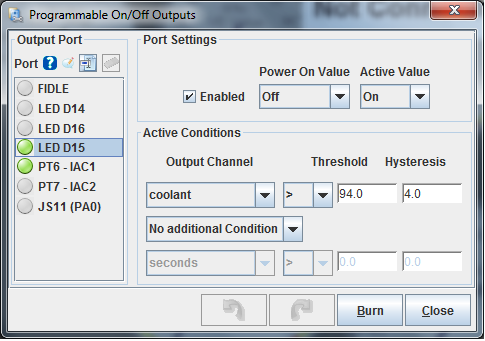 Programmable On/Off Outputs
Output Port
Port
FIDLE
LED D14
LED D16
LED D15
PT6 - IAC1
PT7 - IAC2
JS11 (PA0)
Port Settings
Power On Value Active Value
Enabled Off On
Active Conditions
Output Channel Threshold Hysteresis
coolant > 94.0 4.0
No additional Condition
seconds > 0.0 0.0
Burn Close